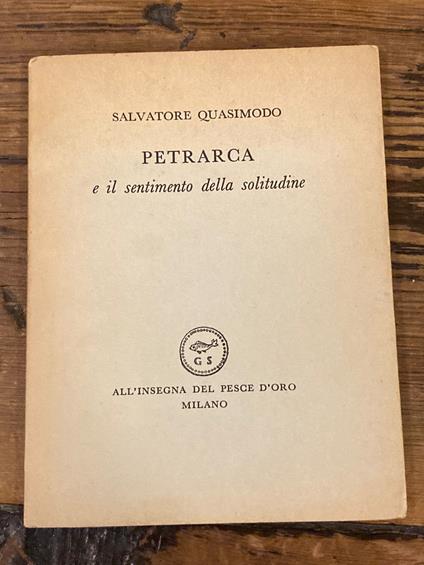 SALVATORE QUASIMODO
PETRARCA
e il sentimento della solitudine
G S
ALL'INSEGNA DEL PESCE D'ORO
MILANO